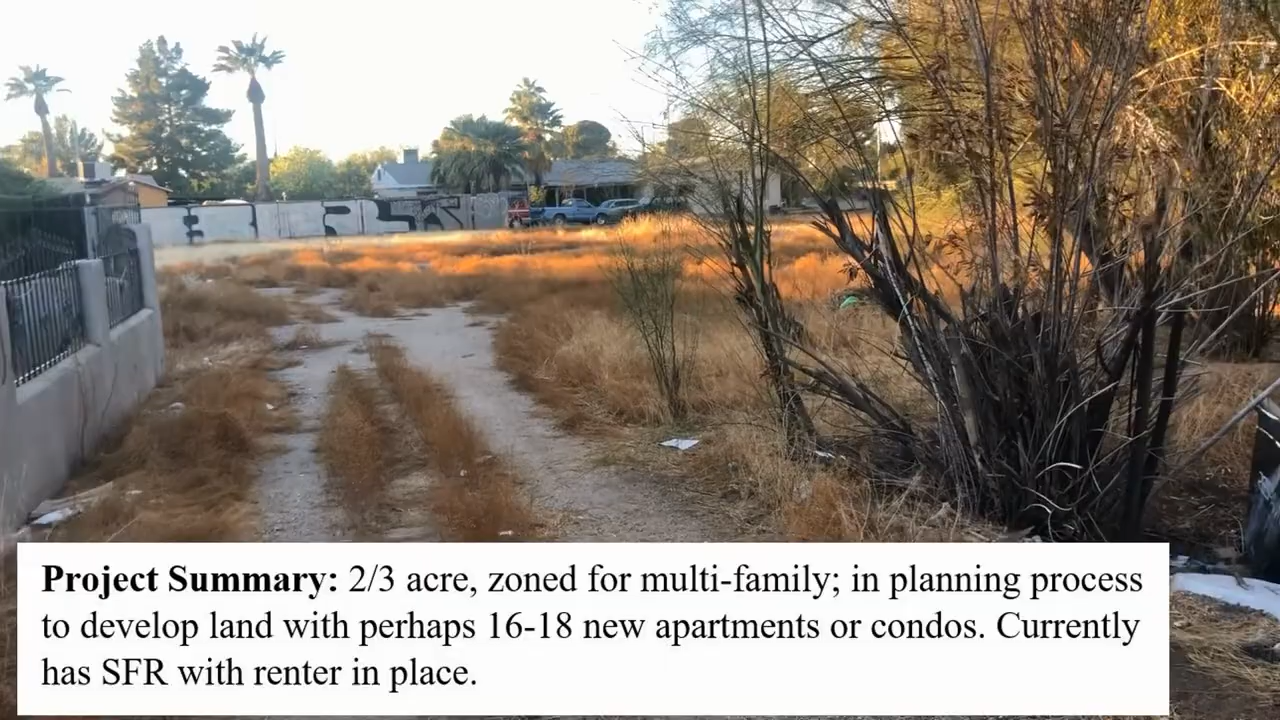 Project Summary: 2/3 acre, zoned for multi-family; in planning process
to develop land with perhaps 16-18 new apartments or condos. Currently
has SFR with renter in place.